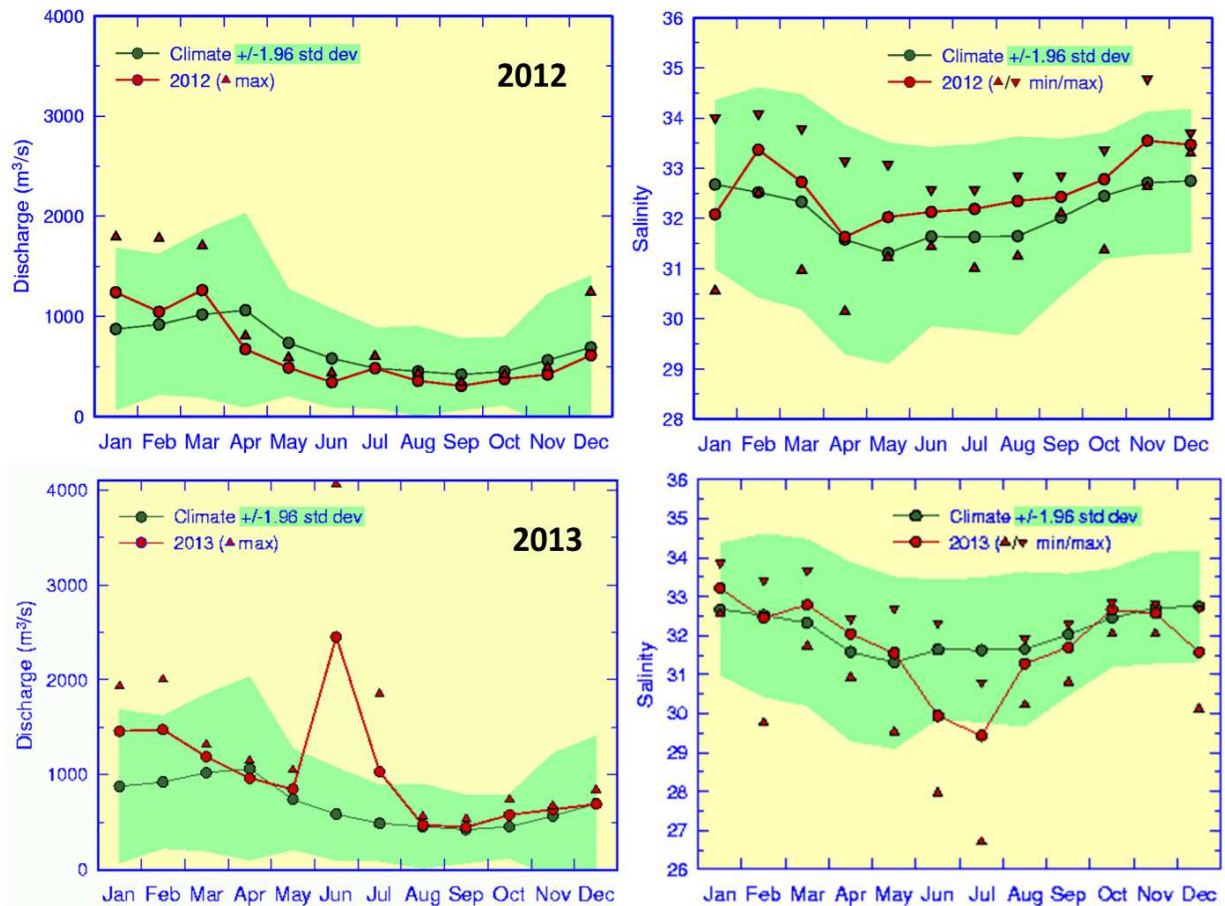 4000
3000
2000
1000
0
Discharge (m³/s)
Climate +/-1.96 std dev
2012 (▲ max)
2012
Jan Feb Mar Apr May Jun Jul Aug Sep Oct Nov Dec
36
35
34
33
32
31
30
29
28
Salinity
Climate +/-1.96 std dev
2012 (▲/▼ min/max)
Jan Feb Mar Apr May Jun Jul Aug Sep Oct Nov Dec
4000
3000
2000
1000
0
Discharge (m³/s)
Climate +/-1.96 std dev
2013 (▲ max)
2013
Jan Feb Mar Apr May Jun Jul Aug Sep Oct Nov Dec
36
35
34
33
32
31
30
29
28
27
26
Salinity
Climate +/-1.96 std dev
2013 (▲/▼ min/max)
Jan Feb Mar Apr May Jun Jul Aug Sep Oct Nov Dec